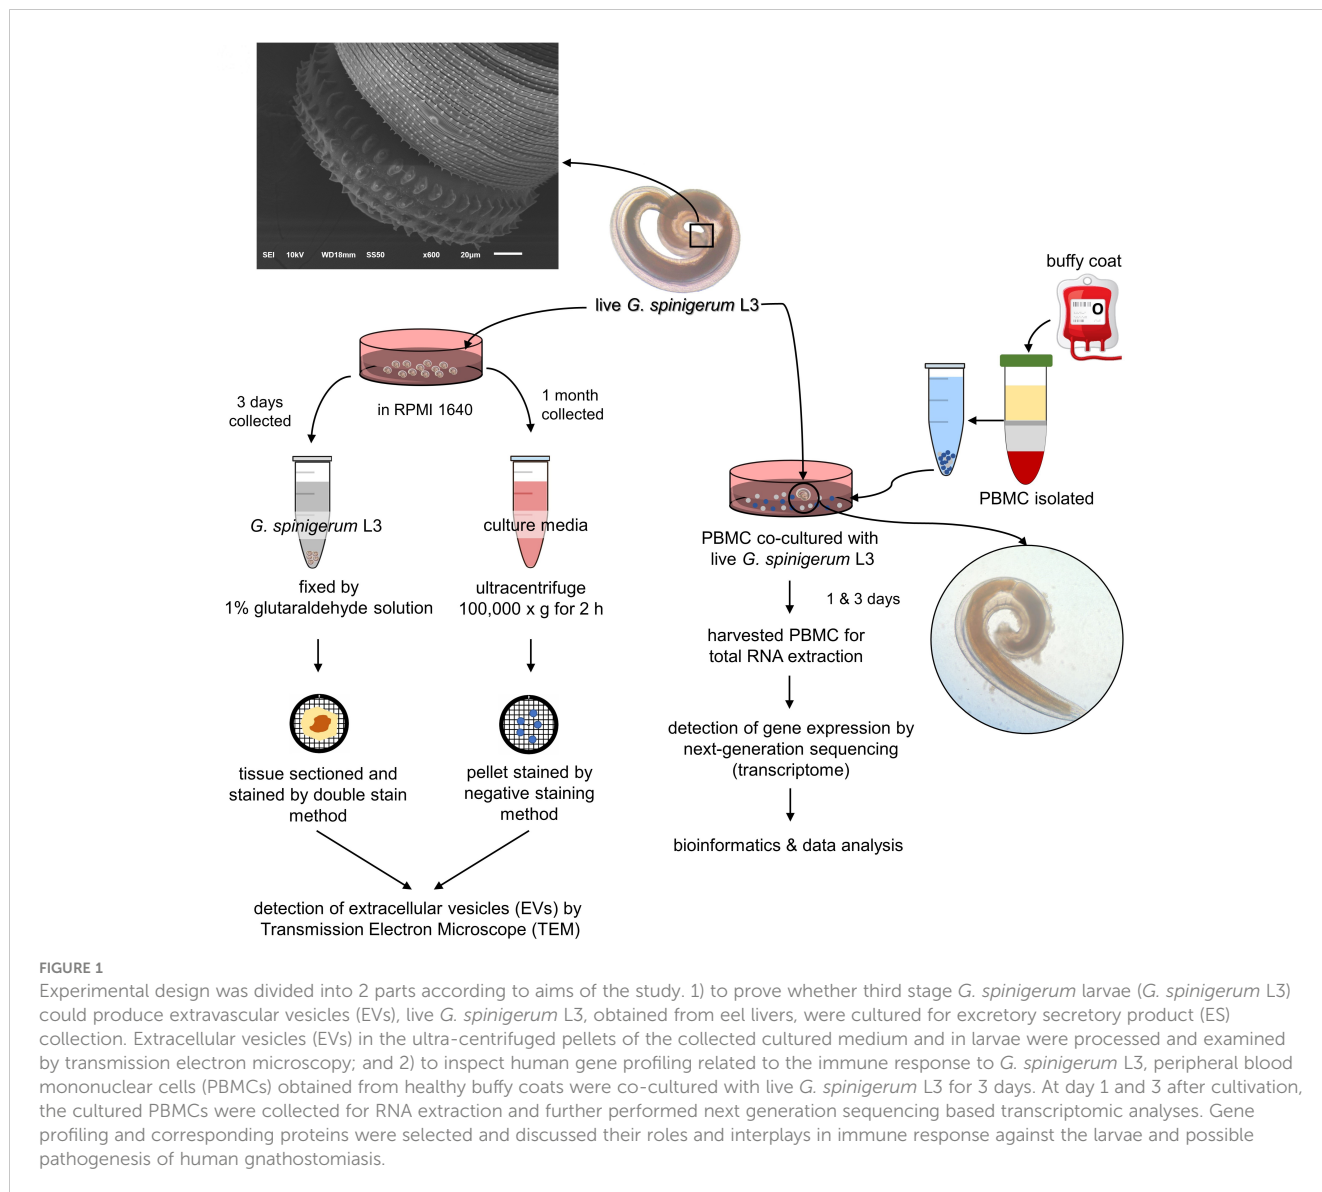 SEI 10kV WD18mm SS50 x600 20µm
live G. spinigerum L3
buffy coat
O
3 days
collected
in RPMI 1640
1 month
collected
PBMC isolated
G. spinigerum L3
culture media
fixed by
1% glutaraldehyde solution
ultracentrifuge
100,000 x g for 2 h
PBMC co-cultured with
live G. spinigerum L3
1 & 3 days
harvested PBMC for
total RNA extraction
detection of gene expression by
next-generation sequencing
(transcriptome)
bioinformatics & data analysis
tissue sectioned and
stained by double stain
method
pellet stained by
negative staining
method
detection of extracellular vesicles (EVs) by
Transmission Electron Microscope (TEM)
FIGURE 1
Experimental design was divided into 2 parts according to aims of the study. 1) to prove whether third stage G. spinigerum larvae (G. spinigerum L3)
could produce extravascular vesicles (EVs), live G. spinigerum L3, obtained from eel livers, were cultured for excretory secretory product (ES)
collection. Extracellular vesicles (EVs) in the ultra-centrifuged pellets of the collected cultured medium and in larvae were processed and examined
by transmission electron microscopy; and 2) to inspect human gene profiling related to the immune response to G. spinigerum L3, peripheral blood
mononuclear cells (PBMCs) obtained from healthy buffy coats were co-cultured with live G. spinigerum L3 for 3 days. At day 1 and 3 after cultivation,
the cultured PBMCs were collected for RNA extraction and further performed next generation sequencing based transcriptomic analyses. Gene
profiling and corresponding proteins were selected and discussed their roles and interplays in immune response against the larvae and possible
pathogenesis of human gnathostomiasis.